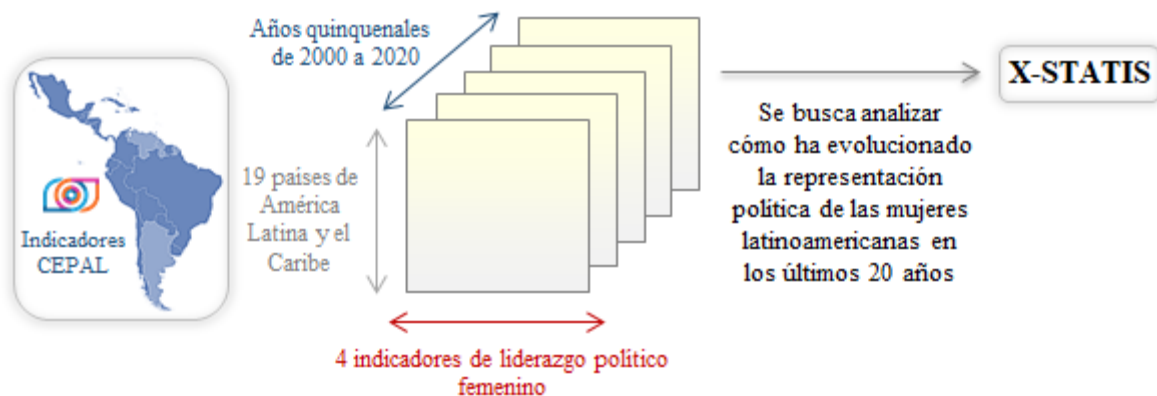 Años quinquenales
de 2000 a 2020
Indicadores
CEPAL
19 países de
América
Latina y el
Caribe
4 indicadores de liderazgo político
femenino
X-STATIS
Se busca analizar
cómo ha evolucionado
la representación
política de las mujeres
latinoamericanas en
los últimos 20 años